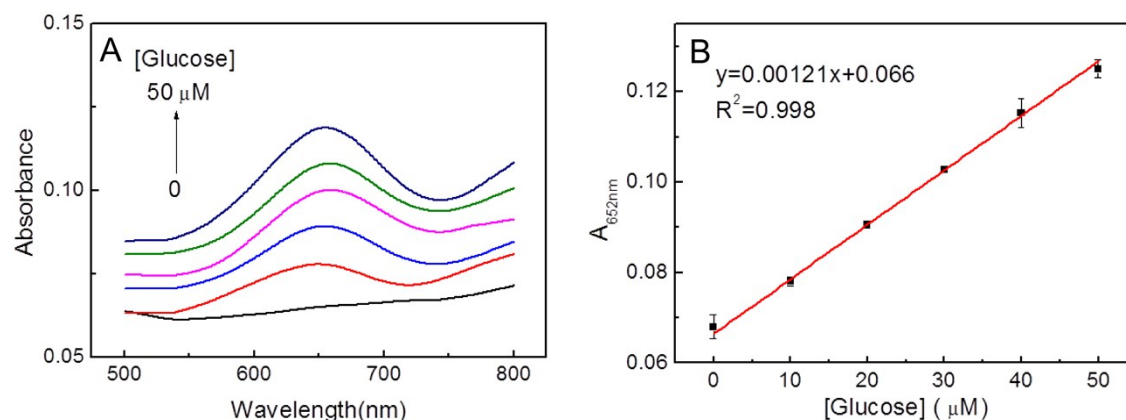 A
[Glucose]
50 μM
0
0.15
0.10
0.05
Absorbance
500
600
700
800
Wavelength(nm)
B
y=0.00121x+0.066
R²=0.998
0.12
0.10
0.08
0.06
A652nm
0
10
20
30
40
50
[Glucose] ( μM)